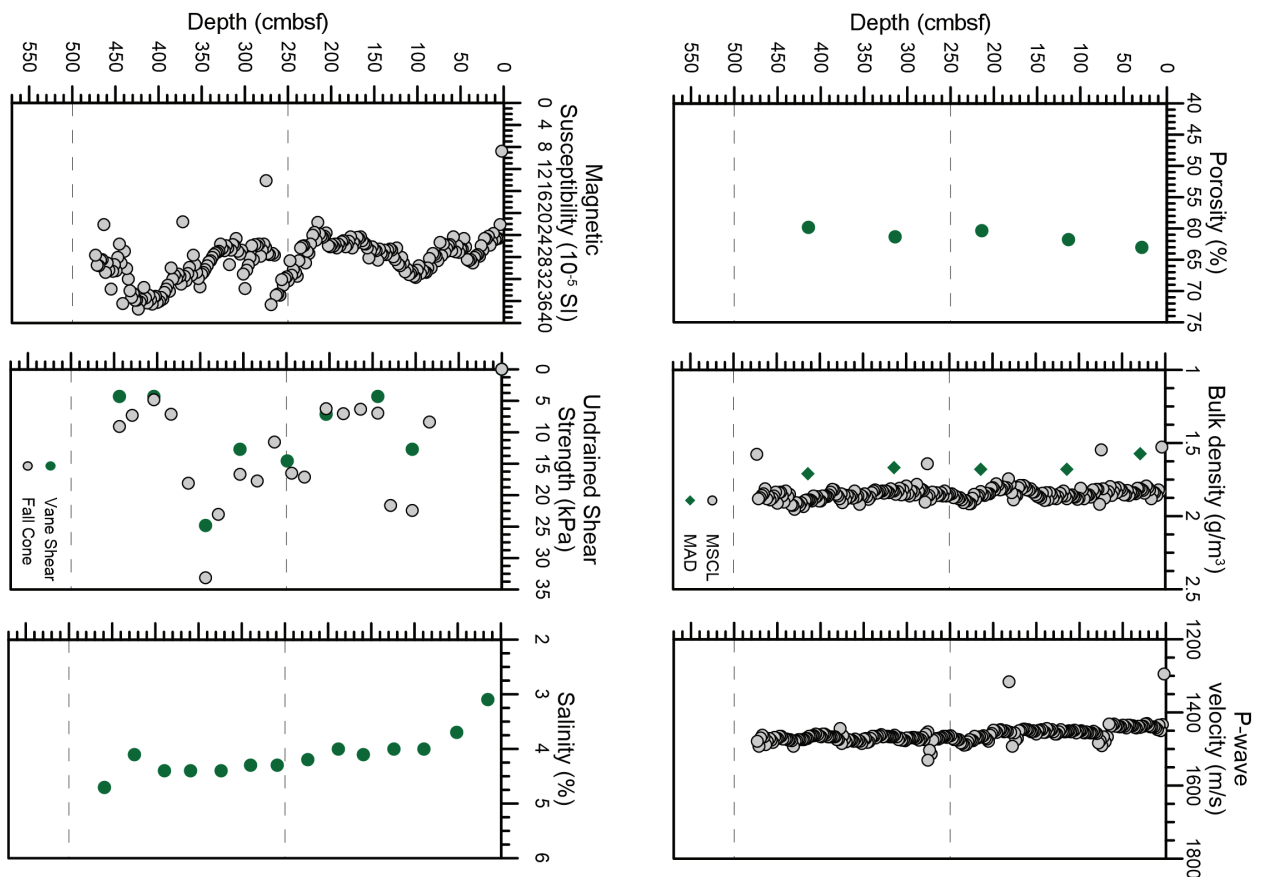 Depth (cmbsf)
550 500 450 400 350 300 250 200 150 100 50 0
0 4 8 12 16 20 24 28 32 36 40
Magnetic
Susceptibility (10⁻⁵ SI)
0 5 10 15 20 25 30 35
Undrained Shear
Strength (kPa)
Vane Shear
Fall Cone
2 3 4 5 6
Salinity (%)
Depth (cmbsf)
550 500 450 400 350 300 250 200 150 100 50 0
40 45 50 55 60 65 70 75
Porosity (%)
1 1.5 2 2.5
Bulk density (g/m³)
MSCL
MAD
1200 1400 1600 1800
P-wave
velocity (m/s)